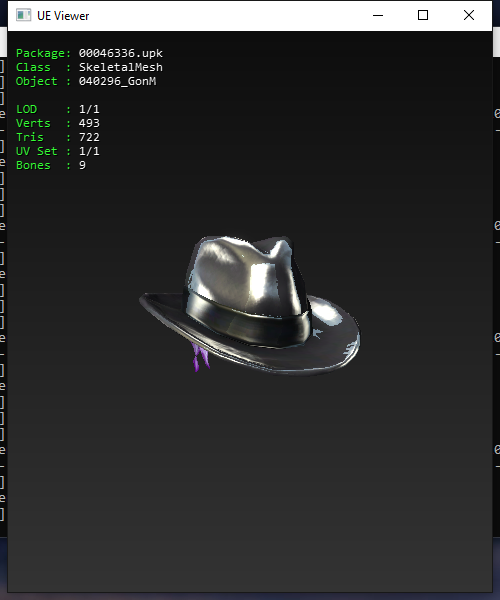 UE Viewer
Package: 00046336.upk
Class  : SkeletalMesh
Object : 040296_GonM
LOD    : 1/1
Verts  : 493
Tris   : 722
UV Set : 1/1
Bones  : 9